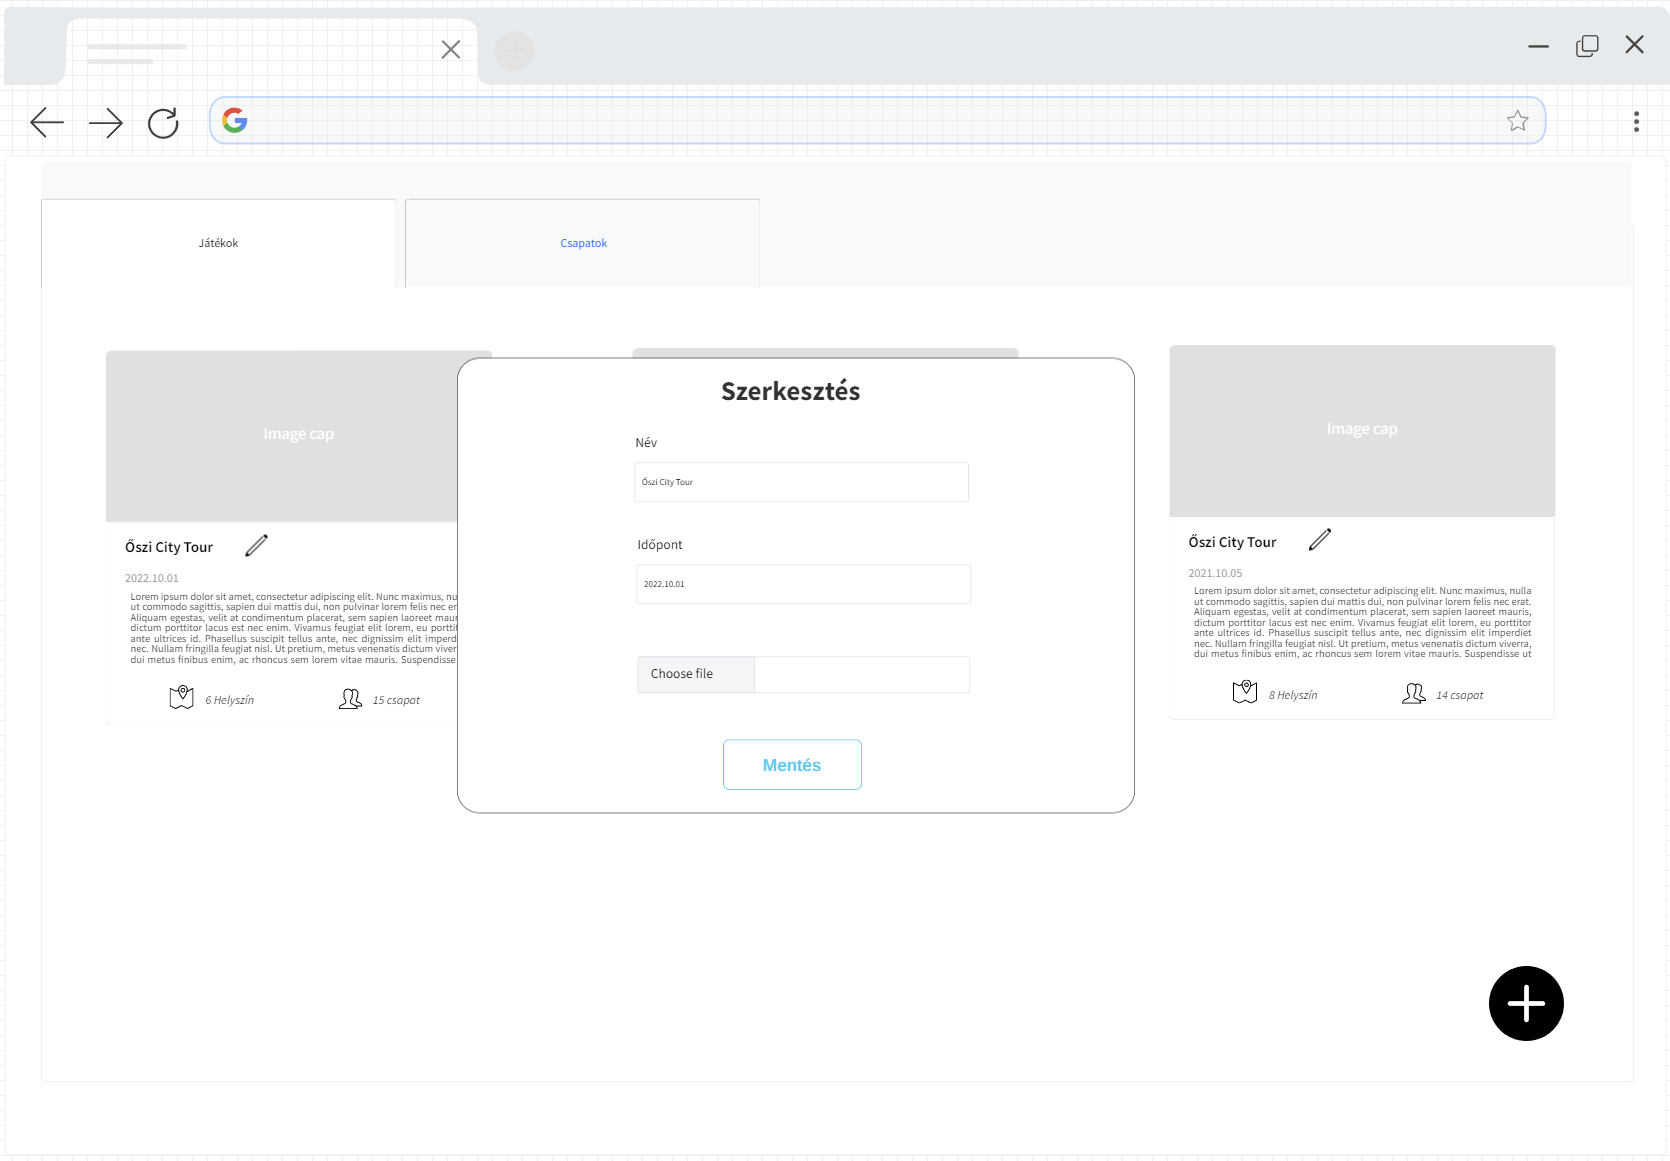 Játékok
Csapatok
Image cap
Őszi City Tour
2022.10.01
Lorem ipsum dolor sit amet, consectetur adipiscing elit. Nunc maximus, nu
ut commodo sagittis, sapien dui mattis dui, non pulvinar lorem felis nec er
Aliquam egestas, velit at condimentum placerat, sem sapien laoreet maur
dictum porttitor lacus est nec enim. Vivamus feugiat elit lorem, eu porttit
ante ultrices id. Phasellus suscipit tellus ante, nec dignissim elit imperd
nec. Nullam fringilla feugiat nisl. Ut pretium, metus venenatis dictum viver
dui metus finibus enim, ac rhoncus sem lorem vitae mauris. Suspendisse
6 Helyszín
15 csapat
Szerkesztés
Név
Őszi City Tour
Időpont
2022.10.01
Choose file
Mentés
Image cap
Őszi City Tour
2021.10.05
Lorem ipsum dolor sit amet, consectetur adipiscing elit. Nunc maximus, nulla
ut commodo sagittis, sapien dui mattis dui, non pulvinar lorem felis nec erat.
Aliquam egestas, velit at condimentum placerat, sem sapien laoreet mauris,
dictum porttitor lacus est nec enim. Vivamus feugiat elit lorem, eu porttitor
ante ultrices id. Phasellus suscipit tellus ante, nec dignissim elit imperdiet
nec. Nullam fringilla feugiat nisl. Ut pretium, metus venenatis dictum viverra,
dui metus finibus enim, ac rhoncus sem lorem vitae mauris. Suspendisse ut
8 Helyszín
14 csapat